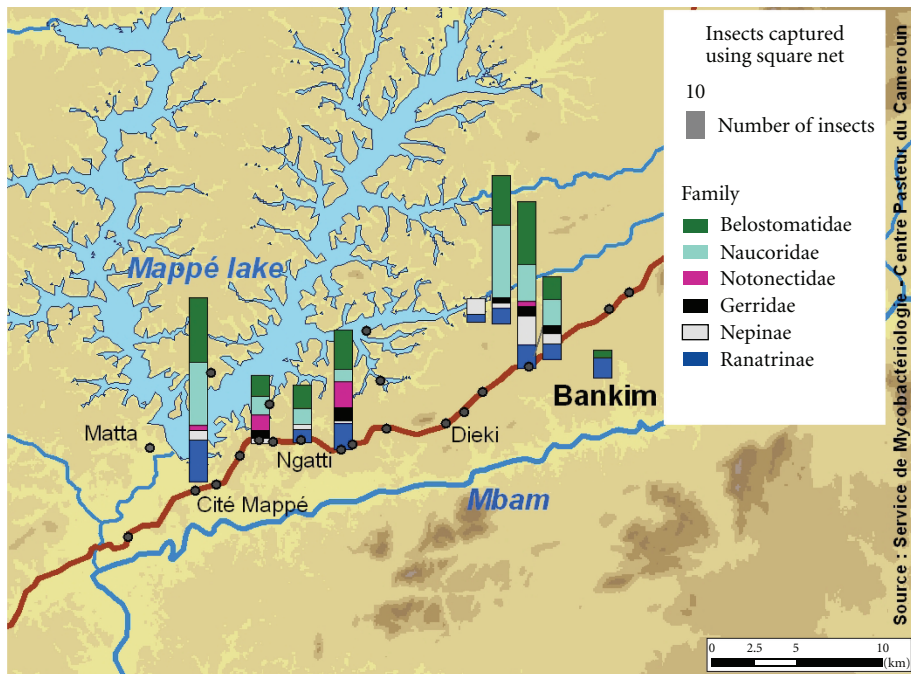 Insects captured
using square net
10
Number of insects
Family
Belostomatidae
Naucoridae
Notonectidae
Gerridae
Nepinae
Ranatrinae
Mappé lake
Matta
Ngatti
Dieki
Bankim
Cité Mappé
Mbam
0 2.5 5 10
(km)
Source : Service de Mycobactériologie - Centre Pasteur du Cameroun